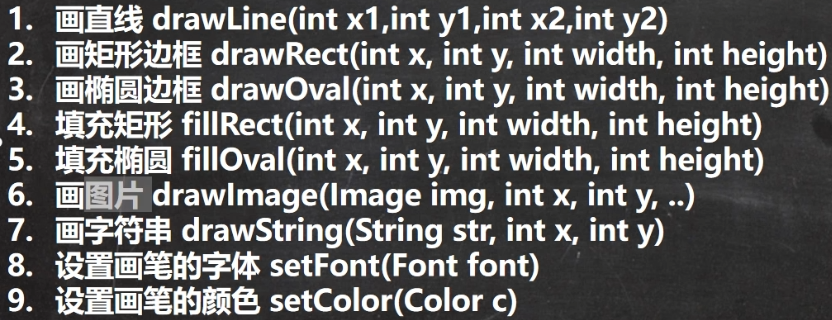 1. 画直线 drawLine(int x1,int y1,int x2,int y2)
2. 画矩形边框 drawRect(int x, int y, int width, int height)
3. 画椭圆边框 drawOval(int x, int y, int width, int height)
4. 填充矩形 fillRect(int x, int y, int width, int height)
5. 填充椭圆 fillOval(int x, int y, int width, int height)
6. 画图片 drawImage(Image img, int x, int y, ..)
7. 画字符串 drawString(String str, int x, int y)
8. 设置画笔的字体 setFont(Font font)
9. 设置画笔的颜色 setColor(Color c)